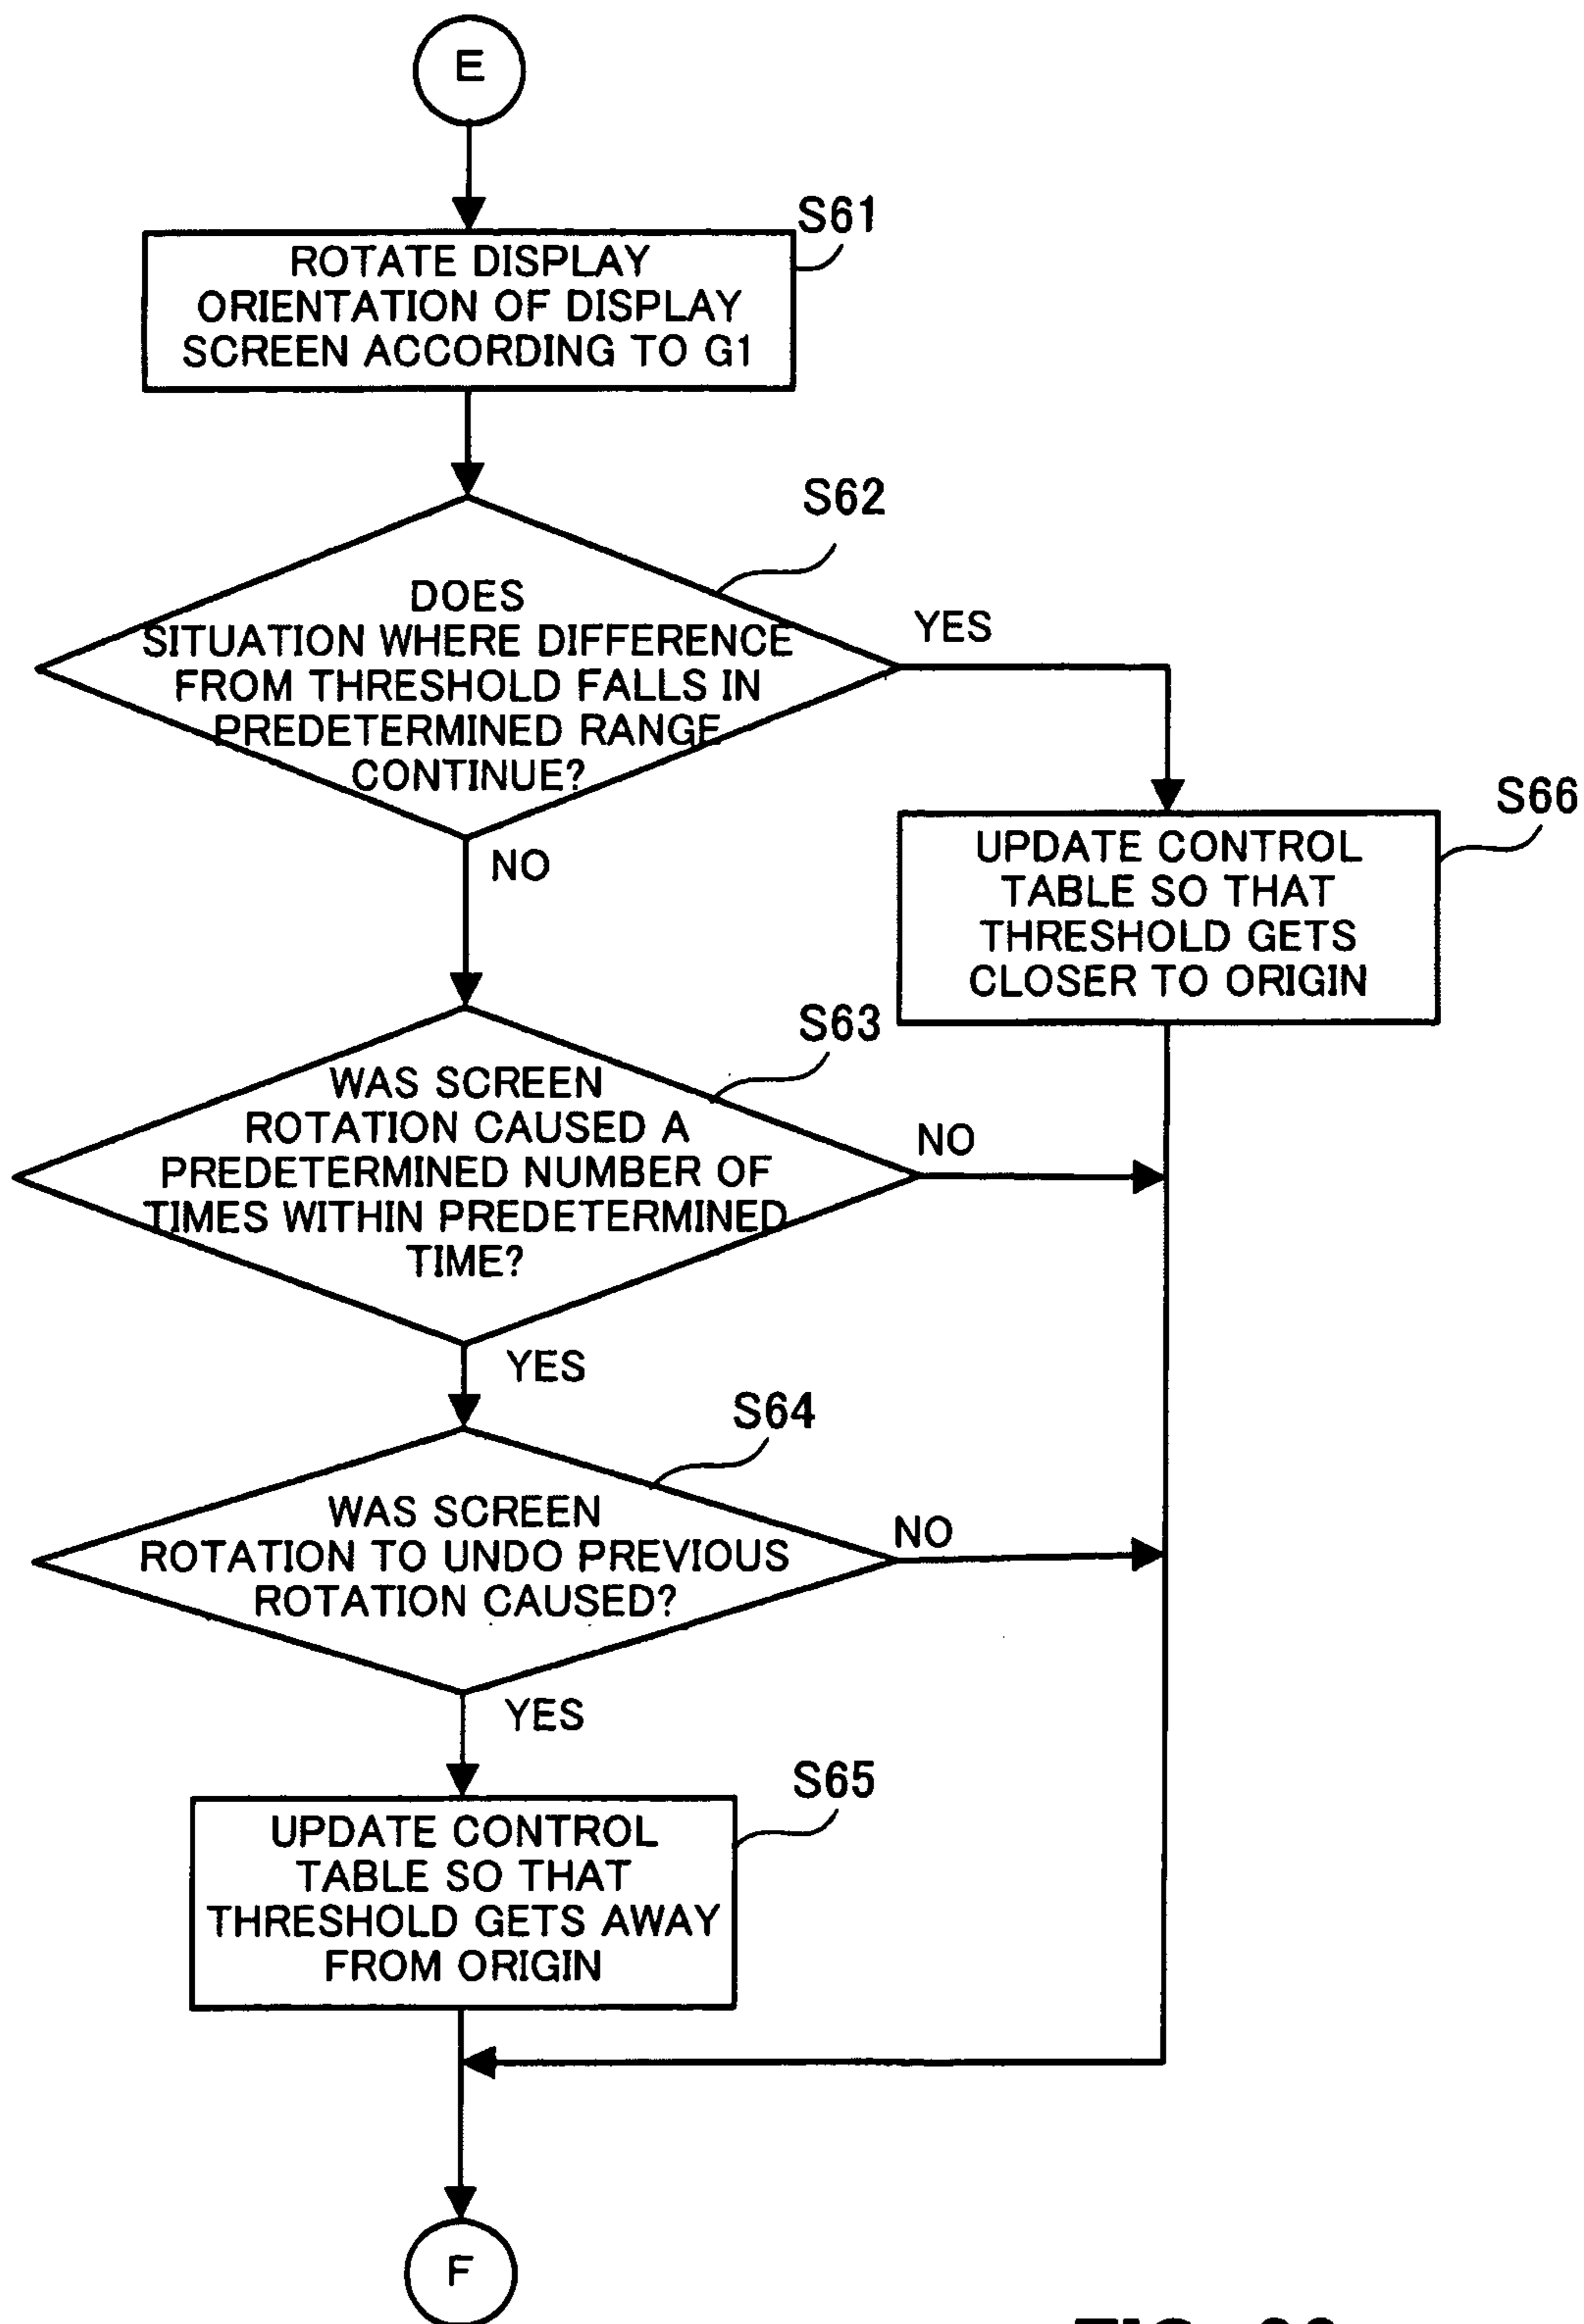 E
S61
ROTATE DISPLAY
ORIENTATION OF DISPLAY
SCREEN ACCORDING TO G1
S62
DOES
SITUATION WHERE DIFFERENCE
FROM THRESHOLD FALLS IN
PREDETERMINED RANGE
CONTINUE?
YES
NO
S66
UPDATE CONTROL
TABLE SO THAT
THRESHOLD GETS
CLOSER TO ORIGIN
S63
WAS SCREEN
ROTATION CAUSED A
PREDETERMINED NUMBER OF
TIMES WITHIN PREDETERMINED
TIME?
NO
YES
S64
WAS SCREEN
ROTATION TO UNDO PREVIOUS
ROTATION CAUSED?
NO
YES
S65
UPDATE CONTROL
TABLE SO THAT
THRESHOLD GETS AWAY
FROM ORIGIN
F